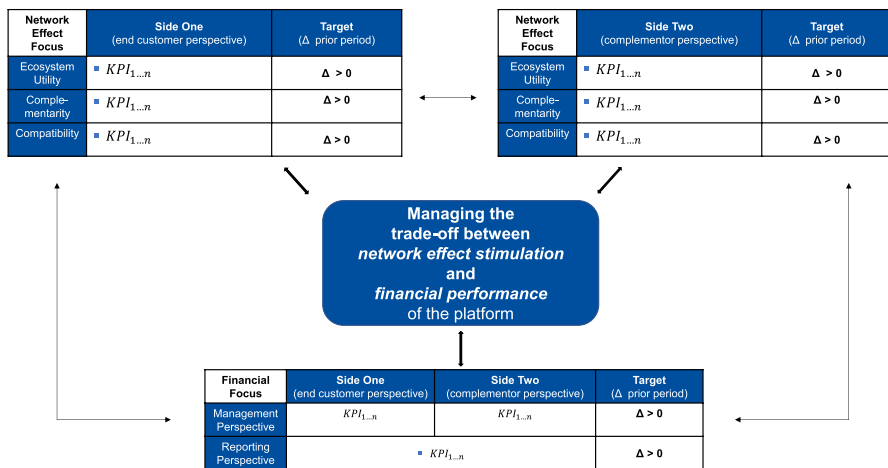 Network Effect Focus
Side One
(end customer perspective)
Target
(Δ prior period)
Ecosystem Utility
▪ KPI1…n
Δ > 0
Comple-mentarity
▪ KPI1…n
Δ > 0
Compatibility
▪ KPI1…n
Δ > 0
Network Effect Focus
Side Two
(complementor perspective)
Target
(Δ prior period)
Ecosystem Utility
▪ KPI1…n
Δ > 0
Comple-mentarity
▪ KPI1…n
Δ > 0
Compatibility
▪ KPI1…n
Δ > 0
Managing the
trade-off between
network effect stimulation
and
financial performance
of the platform
Financial Focus
Side One
(end customer perspective)
Side Two
(complementor perspective)
Target
(Δ prior period)
Management Perspective
KPI1…n
KPI1…n
Δ > 0
Reporting Perspective
▪ KPI1…n
Δ > 0